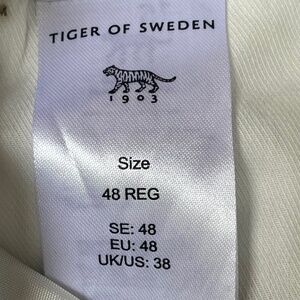 TIGER OF SWEDEN
1903
Size
48 REG
SE: 48
EU: 48
UK/US: 38